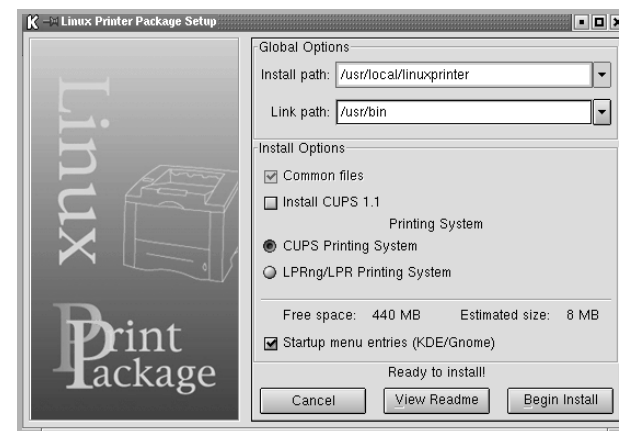 Linux Printer Package Setup
Linux
Print
Package
Global Options
Install path: /usr/local/linuxprinter
Link path: /usr/bin
Install Options
Common files
Install CUPS 1.1
Printing System
CUPS Printing System
LPRng/LPR Printing System
Free space: 440 MB Estimated size: 8 MB
Startup menu entries (KDE/Gnome)
Ready to install!
Cancel View Readme Begin Install